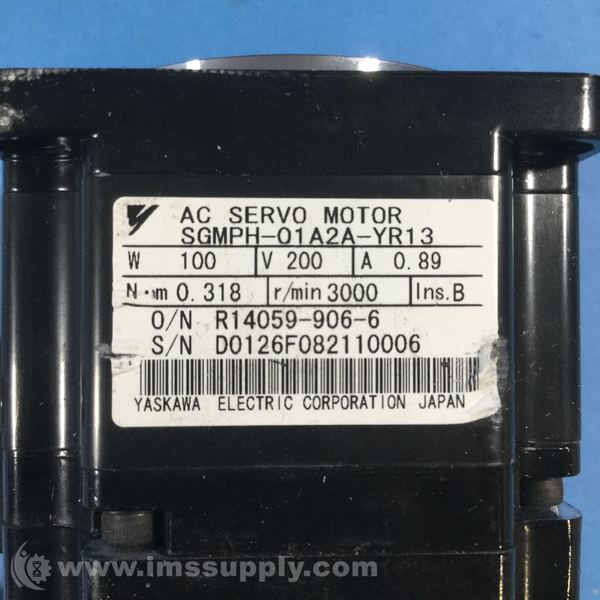 AC SERVO MOTOR
SGMPH-01A2A-YR13
W 100 V 200 A 0.89
N·m 0.318 r/min 3000 Ins.B
O/N R14059-906-6
S/N D0126F082110006
YASKAWA ELECTRIC CORPORATION JAPAN
www.imssupply.com